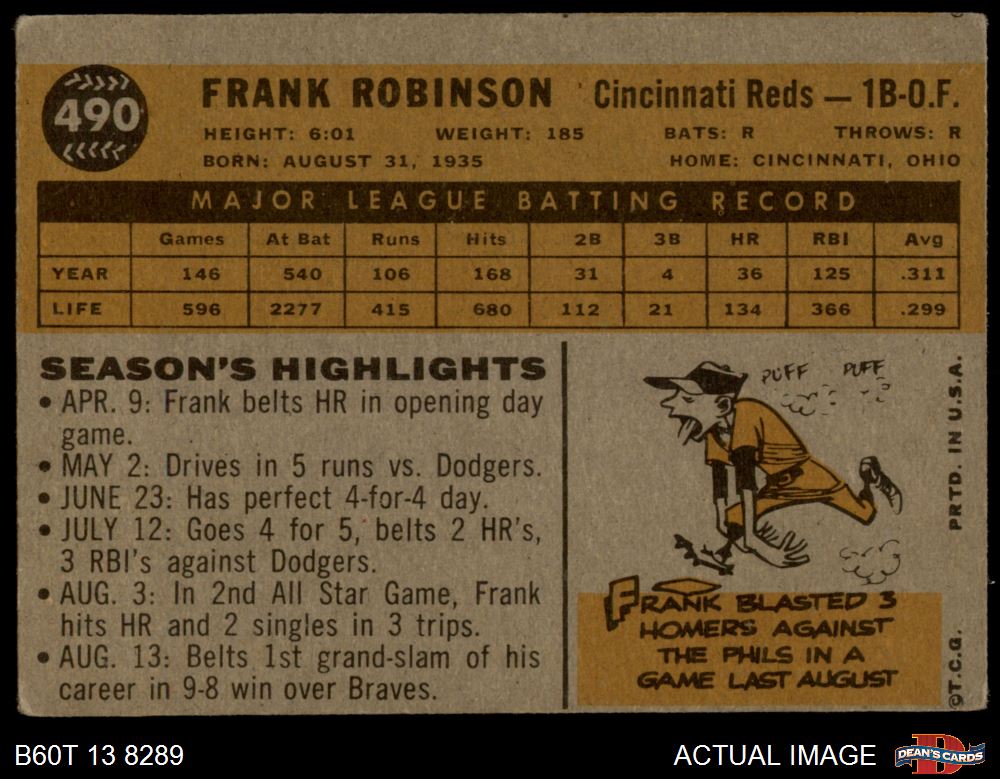 490
FRANK ROBINSON Cincinnati Reds — 1B-O.F.
HEIGHT: 6:01 WEIGHT: 185 BATS: R THROWS: R
BORN: AUGUST 31, 1935 HOME: CINCINNATI, OHIO
MAJOR LEAGUE BATTING RECORD
Games At Bat Runs Hits 2B 3B HR RBI Avg
YEAR 146 540 106 168 31 4 36 125 .311
LIFE 596 2277 415 680 112 21 134 366 .299
SEASON'S HIGHLIGHTS
• APR. 9: Frank belts HR in opening day
game.
• MAY 2: Drives in 5 runs vs. Dodgers.
• JUNE 23: Has perfect 4-for-4 day.
• JULY 12: Goes 4 for 5, belts 2 HR's,
3 RBI's against Dodgers.
• AUG. 3: In 2nd All Star Game, Frank
hits HR and 2 singles in 3 trips.
• AUG. 13: Belts 1st grand-slam of his
career in 9-8 win over Braves.
PUFF PUFF
FRANK BLASTED 3
HOMERS AGAINST
THE PHILS IN A
GAME LAST AUGUST
©T.C.G. PRTD. IN U.S.A.
B60T 13 8289 ACTUAL IMAGE
DEAN'S CARDS